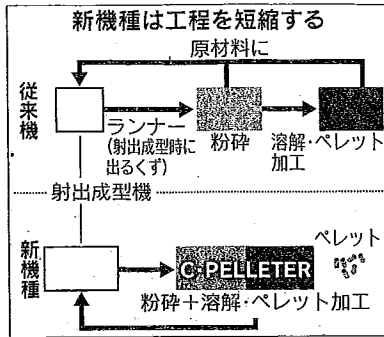 新機種は工程を短縮する
原材料に
従来機
ランナー
(射出成型時に
出るくず)
粉砕
溶解・ペレット
加工
射出成型機
新機種
ペレット
C PELLETER
粉砕＋溶解・ペレット加工